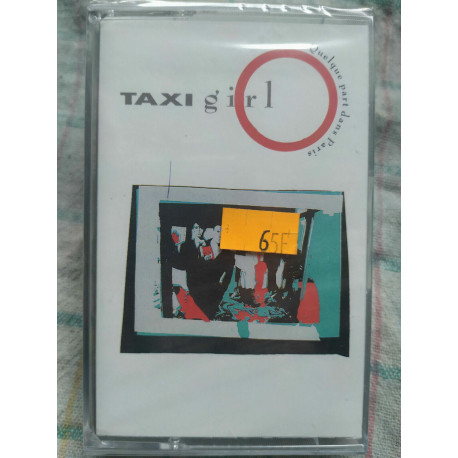 TAXI girl
Quelque part dans Paris
65F